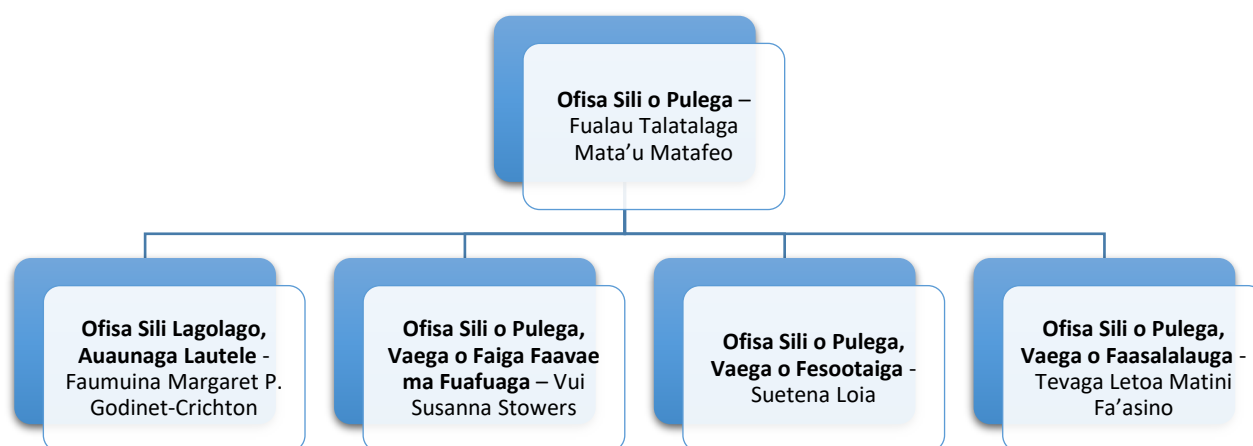 Ofisa Sili o Pulega –
Fualau Talatalaga
Mata’u Matafeo
Ofisa Sili Lagolago,
Auaunaga Lautele -
Faumuina Margaret P.
Godinet-Crichton
Ofisa Sili o Pulega,
Vaega o Faiga Faavae
ma Fuafuaga – Vui
Susanna Stowers
Ofisa Sili o Pulega,
Vaega o Fesootaiga -
Suetena Loia
Ofisa Sili o Pulega,
Vaega o Faasalalauga -
Tevaga Letoa Matini
Fa’asino